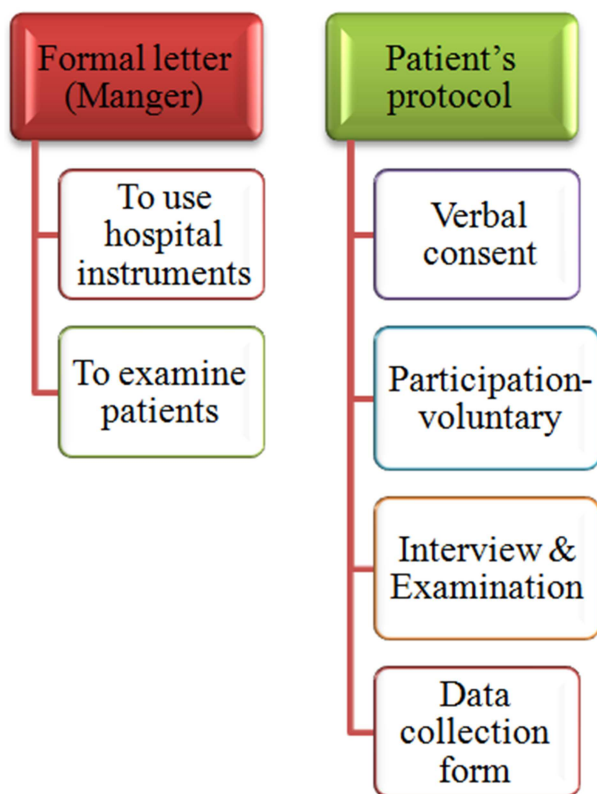 Formal letter
(Manger)
To use
hospital
instruments
To examine
patients
Patient's
protocol
Verbal
consent
Participation-
voluntary
Interview &
Examination
Data
collection
form